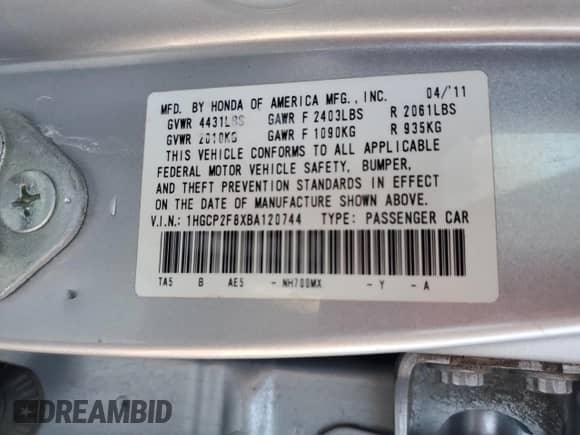 MFD. BY HONDA OF AMERICA MFG., INC. 04/'11
GVWR 4431LBS GAWR F 2403LBS R 2061LBS
GVWR 2010KG GAWR F 1090KG R 935KG
THIS VEHICLE CONFORMS TO ALL APPLICABLE
FEDERAL MOTOR VEHICLE SAFETY, BUMPER,
AND THEFT PREVENTION STANDARDS IN EFFECT
ON THE DATE OF MANUFACTURE SHOWN ABOVE.
V.I.N.: 1HGCP2F8XBA120744 TYPE: PASSENGER CAR
TA5 B AE5 - NH700MX - Y - A
DREAMBID